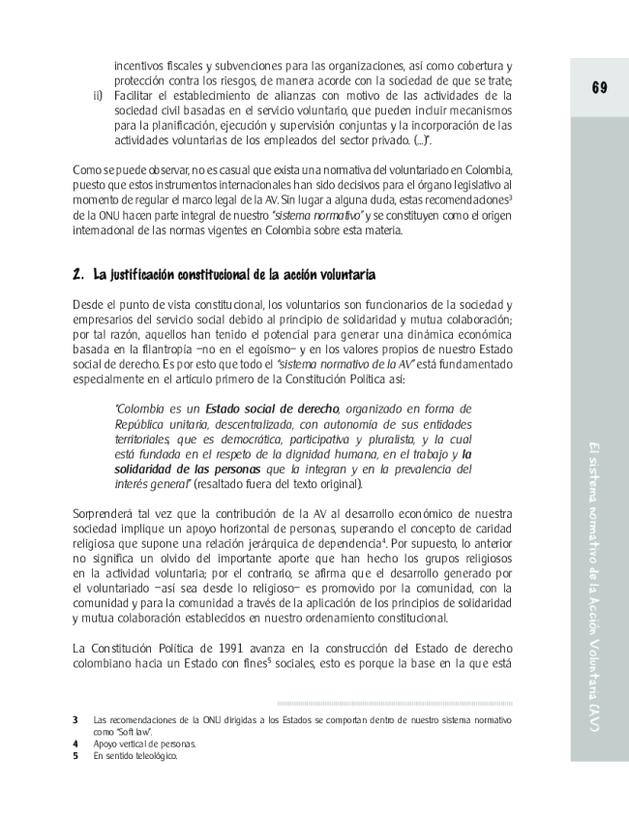 incentivos fiscales y subvenciones para las organizaciones, así como cobertura y
protección contra los riesgos, de manera acorde con la sociedad de que se trate;
ii) Facilitar el establecimiento de alianzas con motivo de las actividades de la
sociedad civil basadas en el servicio voluntario, que pueden incluir mecanismos
para la planificación, ejecución y supervisión conjuntas y la incorporación de las
actividades voluntarias de los empleados del sector privado. (...)”.
Como se puede observar, no es casual que exista una normativa del voluntariado en Colombia,
puesto que estos instrumentos internacionales han sido decisivos para el órgano legislativo al
momento de regular el marco legal de la AV. Sin lugar a alguna duda, estas recomendaciones³
de la ONU hacen parte integral de nuestro “sistema normativo” y se constituyen como el origen
internacional de las normas vigentes en Colombia sobre esta materia.
2. La justificación constitucional de la acción voluntaria
Desde el punto de vista constitucional, los voluntarios son funcionarios de la sociedad y
empresarios del servicio social debido al principio de solidaridad y mutua colaboración;
por tal razón, aquellos han tenido el potencial para generar una dinámica económica
basada en la filantropía –no en el egoísmo– y en los valores propios de nuestro Estado
social de derecho. Es por esto que todo el “sistema normativo de la AV” está fundamentado
especialmente en el artículo primero de la Constitución Política así:
“Colombia es un Estado social de derecho, organizado en forma de
República unitaria, descentralizada, con autonomía de sus entidades
territoriales, que es democrática, participativa y pluralista, y la cual
está fundada en el respeto de la dignidad humana, en el trabajo y la
solidaridad de las personas que la integran y en la prevalencia del
interés general” (resaltado fuera del texto original).
Sorprenderá tal vez que la contribución de la AV al desarrollo económico de nuestra
sociedad implique un apoyo horizontal de personas, superando el concepto de caridad
religiosa que supone una relación jerárquica de dependencia⁴. Por supuesto, lo anterior
no significa un olvido del importante aporte que han hecho los grupos religiosos
en la actividad voluntaria; por el contrario, se afirma que el desarrollo generado por
el voluntariado –así sea desde lo religioso– es promovido por la comunidad, con la
comunidad y para la comunidad a través de la aplicación de los principios de solidaridad
y mutua colaboración establecidos en nuestro ordenamiento constitucional.
La Constitución Política de 1991 avanza en la construcción del Estado de derecho
colombiano hacia un Estado con fines⁵ sociales, esto es porque la base en la que está
3 Las recomendaciones de la ONU dirigidas a los Estados se comportan dentro de nuestro sistema normativo
como “Soft law”.
4 Apoyo vertical de personas.
5 En sentido teleológico.
69
El sistema normativo de la Acción Voluntaria (AV)